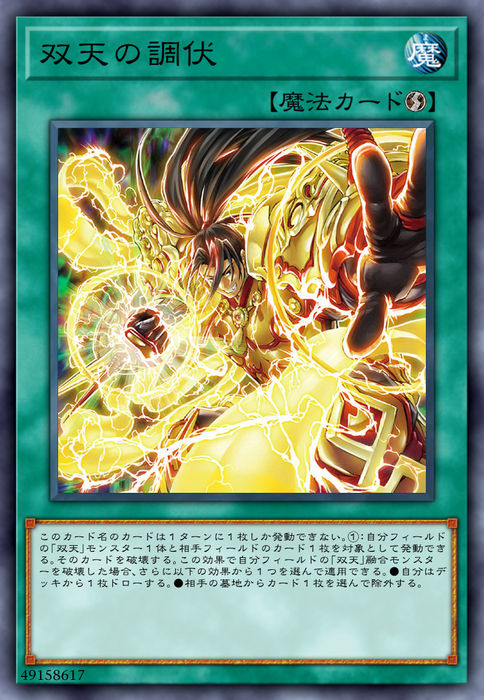 双天の調伏
魔
【魔法カード】
このカード名のカードは1ターンに1枚しか発動できない。①:自分フィールド
の「双天」モンスター1体と相手フィールドのカード1枚を対象として発動でき
る。そのカードを破壊する。この効果で自分フィールドの「双天」融合モンスタ
ーを破壊した場合、さらに以下の効果から1つを選んで適用できる。●自分はデ
ッキから1枚ドローする。●相手の墓地からカード1枚を選んで除外する。
49158617